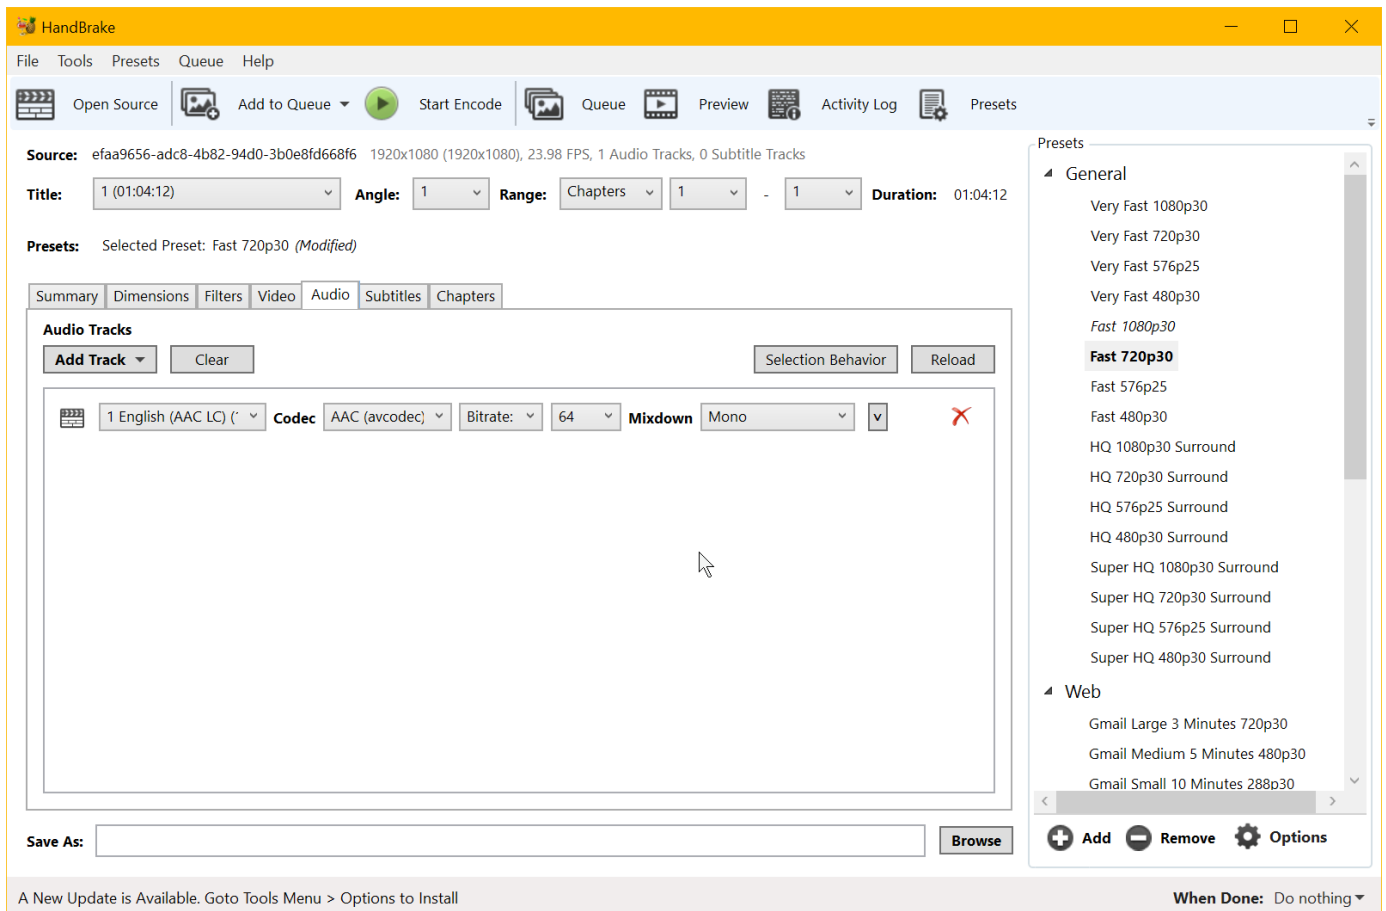 HandBrake
File Tools Presets Queue Help
Open Source Add to Queue Start Encode Queue Preview Activity Log Presets
Source: efaa9656-adc8-4b82-94d0-3b0e8fd668f6 1920x1080 (1920x1080), 23.98 FPS, 1 Audio Tracks, 0 Subtitle Tracks
Title: 1 (01:04:12) Angle: 1 Range: Chapters 1 - 1 Duration: 01:04:12
Presets: Selected Preset: Fast 720p30 (Modified)
Summary Dimensions Filters Video Audio Subtitles Chapters
Audio Tracks
Add Track Clear Selection Behavior Reload
1 English (AAC LC) ( Codec AAC (avcodec) Bitrate: 64 Mixdown Mono v
Save As: Browse
Presets
General
Very Fast 1080p30
Very Fast 720p30
Very Fast 576p25
Very Fast 480p30
Fast 1080p30
Fast 720p30
Fast 576p25
Fast 480p30
HQ 1080p30 Surround
HQ 720p30 Surround
HQ 576p25 Surround
HQ 480p30 Surround
Super HQ 1080p30 Surround
Super HQ 720p30 Surround
Super HQ 576p25 Surround
Super HQ 480p30 Surround
Web
Gmail Large 3 Minutes 720p30
Gmail Medium 5 Minutes 480p30
Gmail Small 10 Minutes 288p30
Add Remove Options
A New Update is Available. Goto Tools Menu > Options to Install
When Done: Do nothing